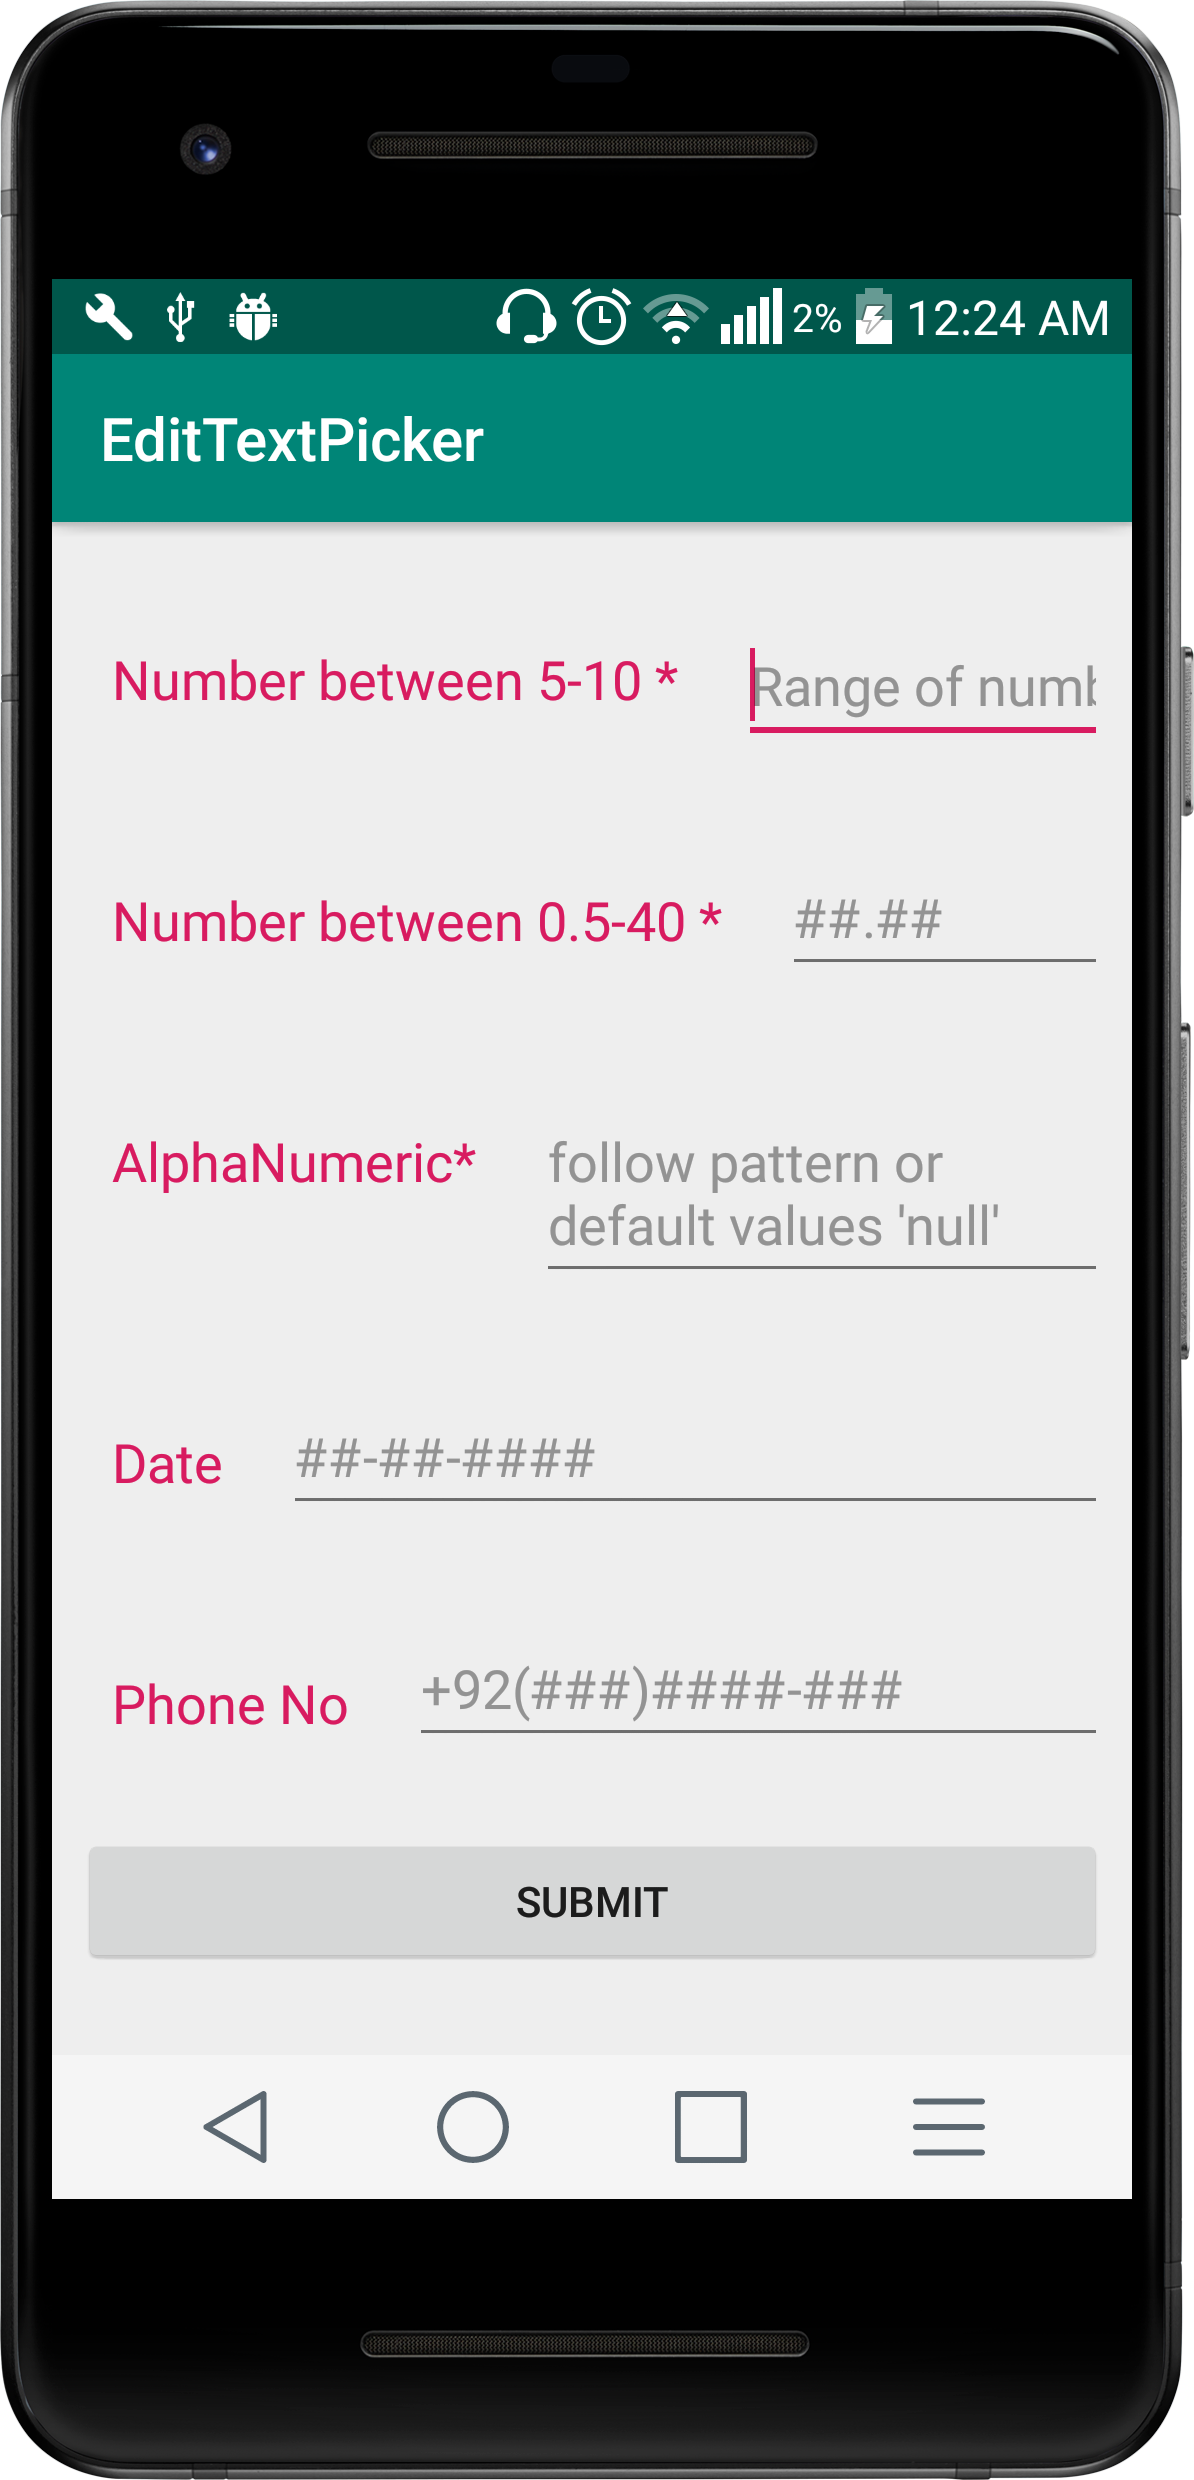 2% 12:24 AM
EditTextPicker
Number between 5-10 * Range of numb
Number between 0.5-40 * ##.##
AlphaNumeric* follow pattern or
default values 'null'
Date ##-##-####
Phone No +92(###)####-###
SUBMIT